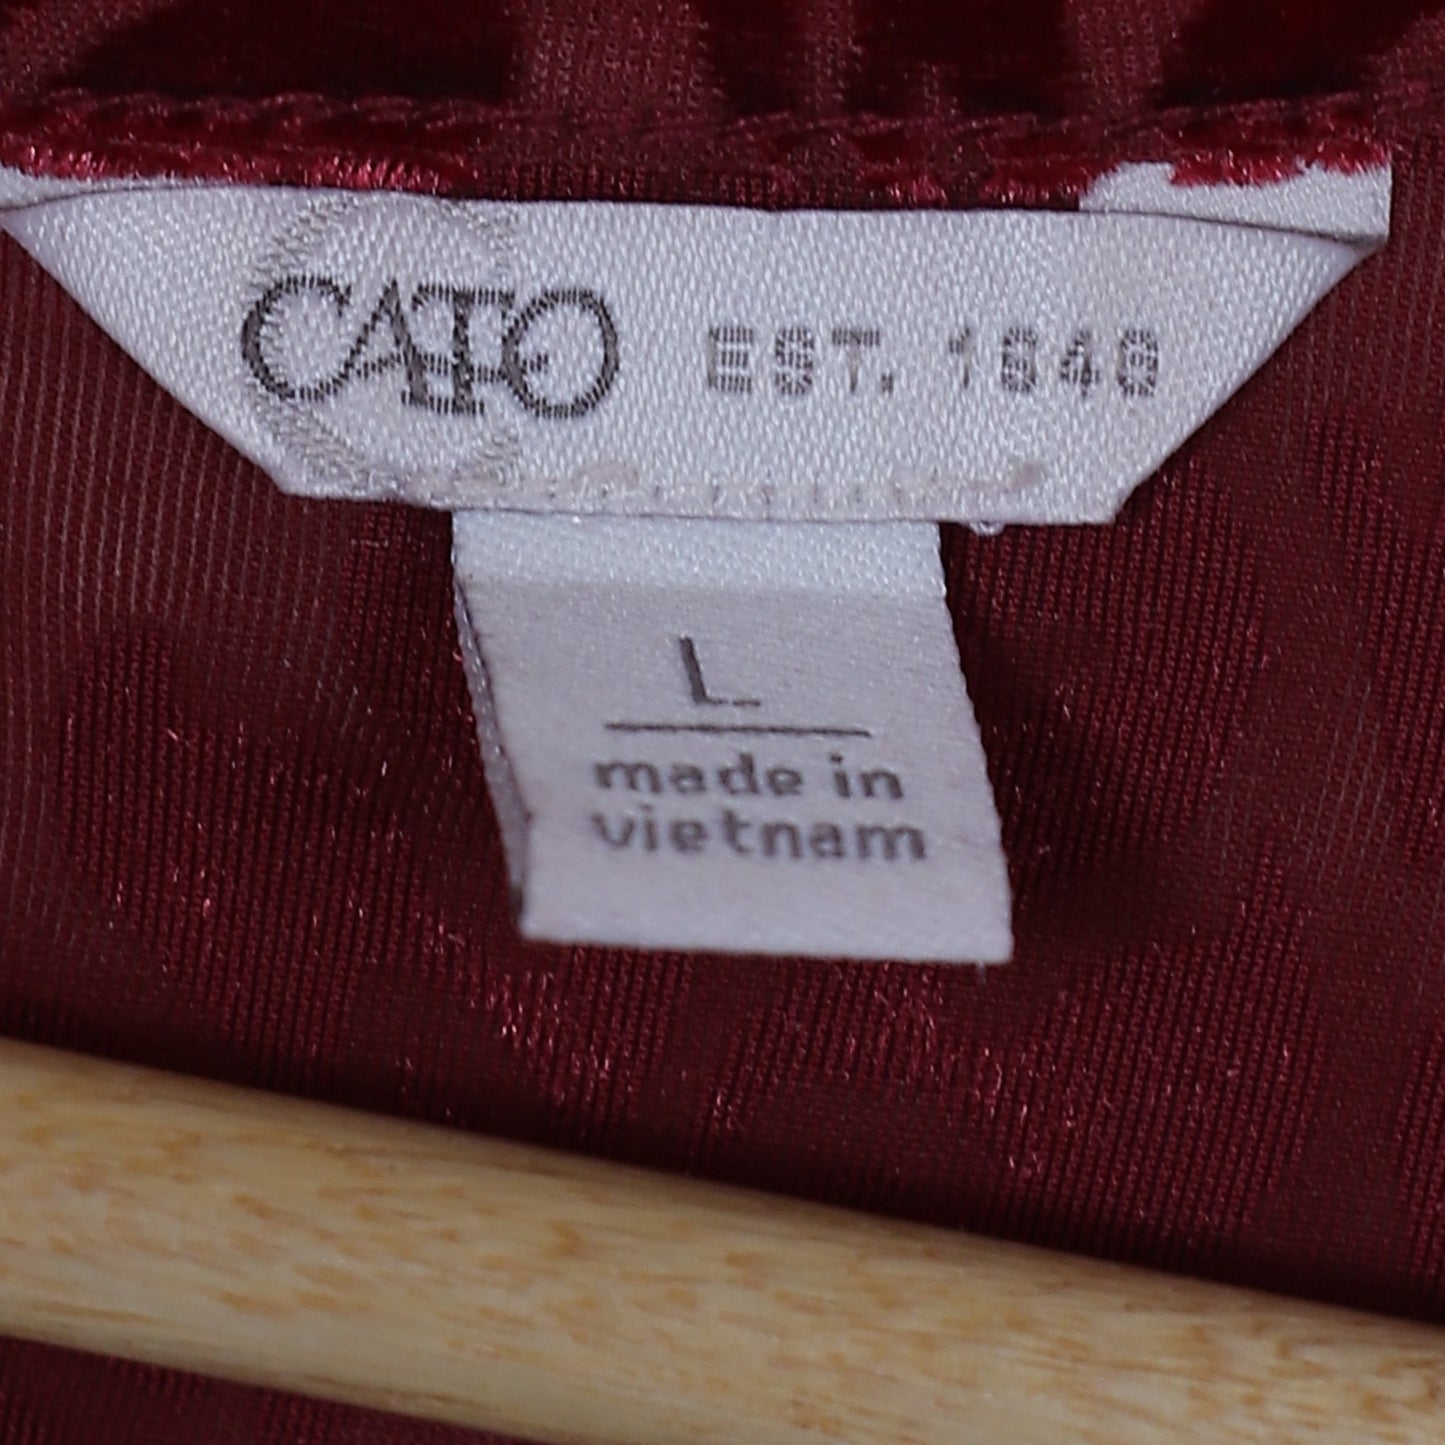 CATO EST. 1946
L
made in
vietnam